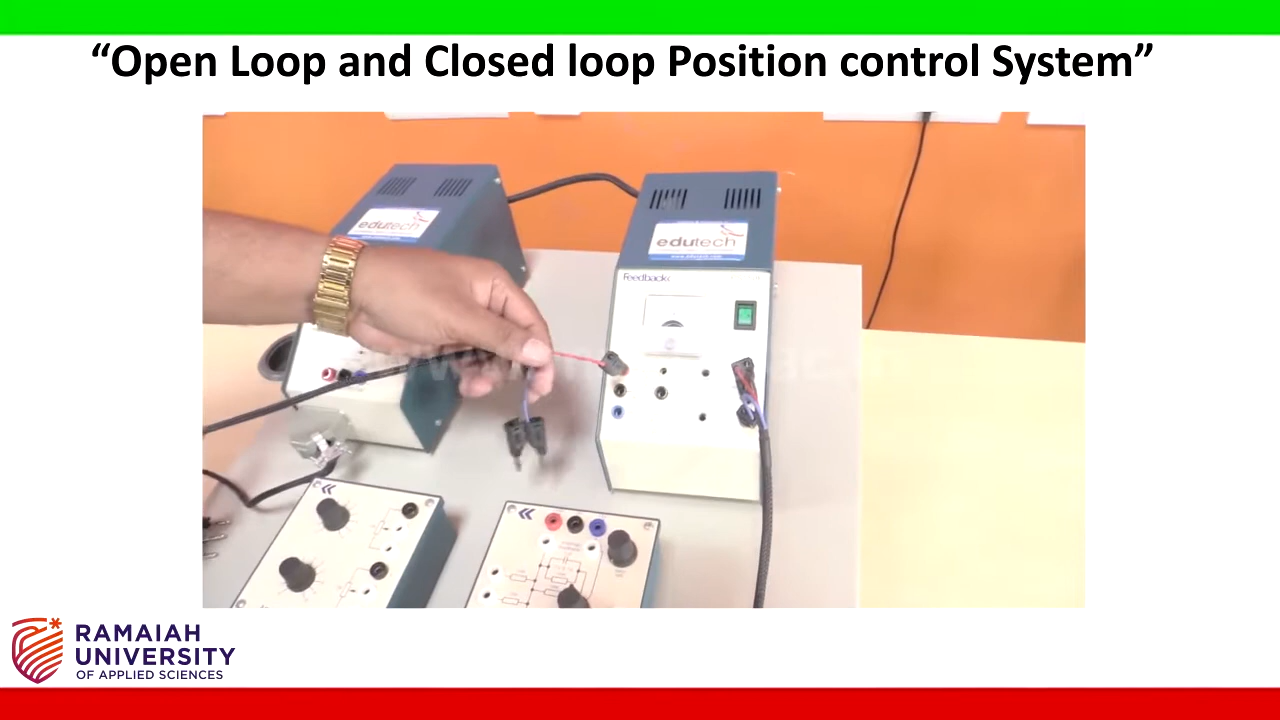 “Open Loop and Closed loop Position control System”
edutech
edutech
Feedback
RAMAIAH
UNIVERSITY
OF APPLIED SCIENCES